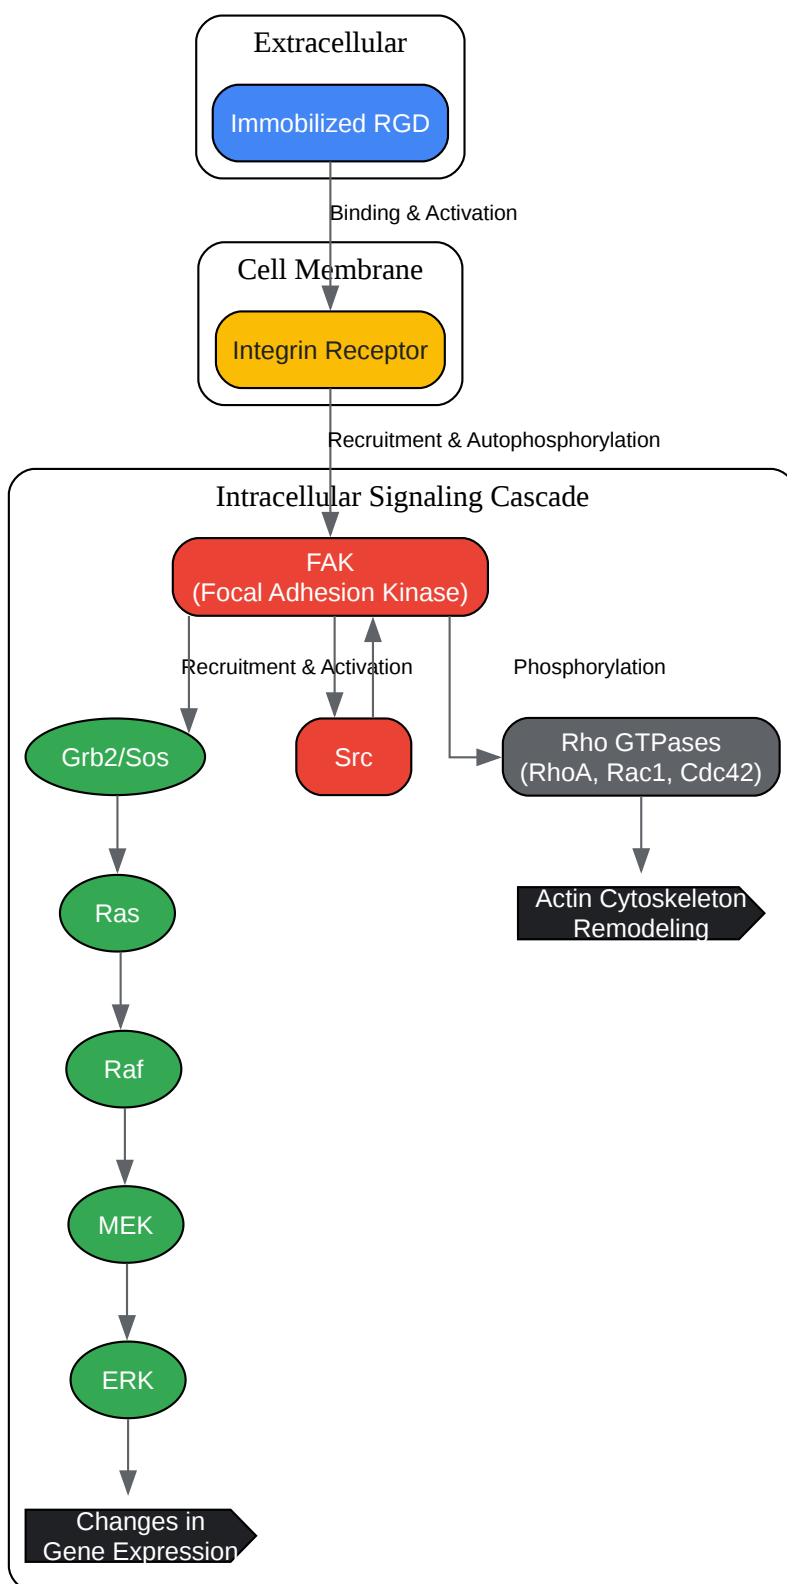 Extracellular
Immobilized RGD
Binding & Activation
Cell Membrane
Integrin Receptor
Recruitment & Autophosphorylation
Intracellular Signaling Cascade
FAK
(Focal Adhesion Kinase)
Recruitment & Activation
Phosphorylation
Grb2/Sos
Src
Rho GTPases
(RhoA, Rac1, Cdc42)
Ras
Actin Cytoskeleton
Remodeling
Raf
MEK
ERK
Changes in
Gene Expression